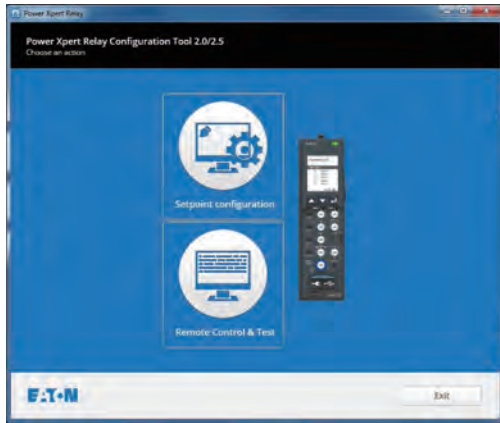 Power Xpert Relay
Power Xpert Relay Configuration Tool 2.0/2.5
Choose an action
Setpoint configuration
Remote Control & Test
EATON
Exit